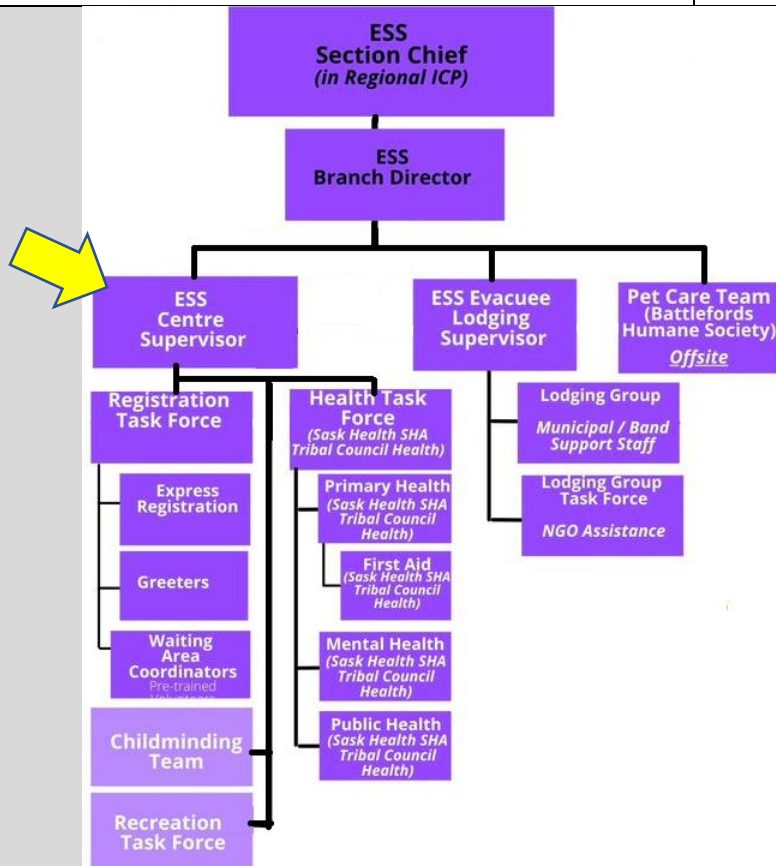 ESS
Section Chief
(in Regional ICP)
ESS
Branch Director
ESS
Centre
Supervisor
ESS Evacuee
Lodging
Supervisor
Pet Care Team
(Battlefords
Humane Society)
Offsite
Registration
Task Force
Express
Registration
Greeters
Waiting
Area
Coordinators
Pre-trained
Volunteers
Childminding
Team
Recreation
Task Force
Health Task
Force
(Sask Health SHA
Tribal Council Health)
Primary Health
(Sask Health SHA
Tribal Council
Health)
First Aid
(Sask Health SHA
Tribal Council
Health)
Mental Health
(Sask Health SHA
Tribal Council
Health)
Public Health
(Sask Health SHA
Tribal Council
Health)
Lodging Group
Municipal / Band
Support Staff
Lodging Group
Task Force
NGO Assistance